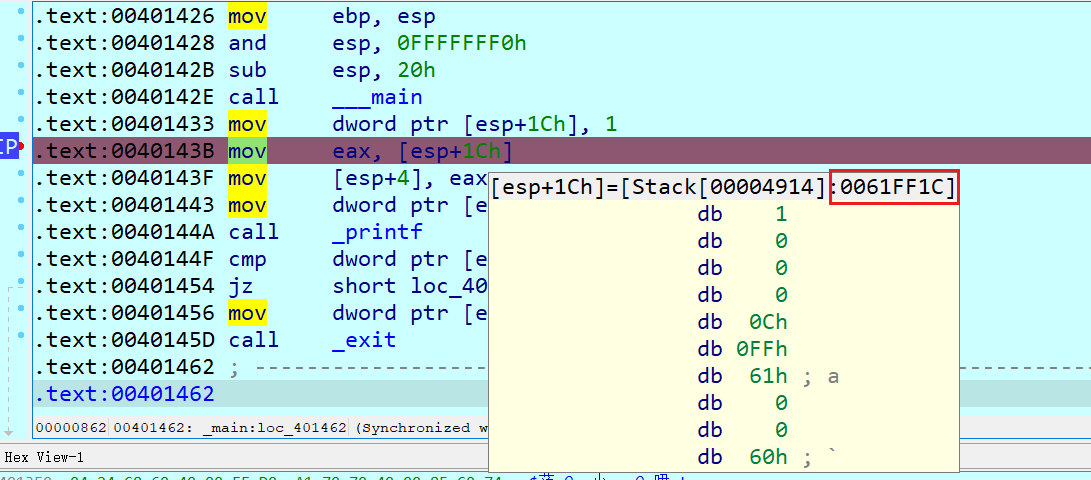 .text:00401426 mov ebp, esp
.text:00401428 and esp, 0FFFFFFF0h
.text:0040142B sub esp, 20h
.text:0040142E call ___main
.text:00401433 mov dword ptr [esp+1Ch], 1
IP
.text:0040143B mov eax, [esp+1Ch]
.text:0040143F mov [esp+4], eax
[esp+1Ch]=[Stack[00004914]:0061FF1C]
.text:00401443 mov dword ptr [e
db 1
.text:0040144A call _printf
db 0
.text:0040144F cmp dword ptr [e
db 0
.text:00401454 jz short loc_40
db 0
.text:00401456 mov dword ptr [e
db 0Ch
.text:0040145D call _exit
db 0FFh
.text:00401462 ; ------------------
db 61h ; a
.text:00401462
db 0
00000862 00401462: _main:loc_401462 (Synchronized w
db 0
Hex View-1
db 60h ; `